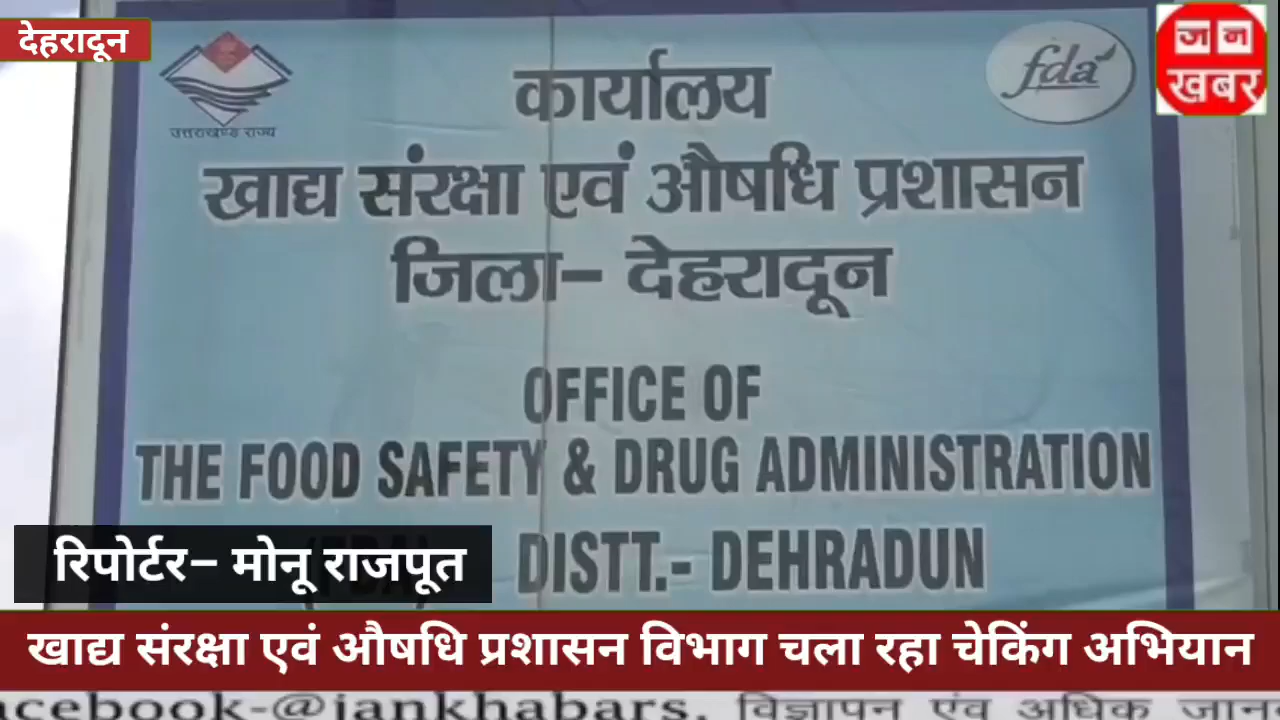 देहरादून
जन
खबर
उत्तराखण्ड राज्य
fda
कार्यालय
खाद्य संरक्षा एवं औषधि प्रशासन
जिला- देहरादून
OFFICE OF
THE FOOD SAFETY & DRUG ADMINISTRATION
DISTT.- DEHRADUN
रिपोर्टर- मोनू राजपूत
खाद्य संरक्षा एवं औषधि प्रशासन विभाग चला रहा चेकिंग अभियान
acebook-@jankhabars, विज्ञापन एंव अधिक जान